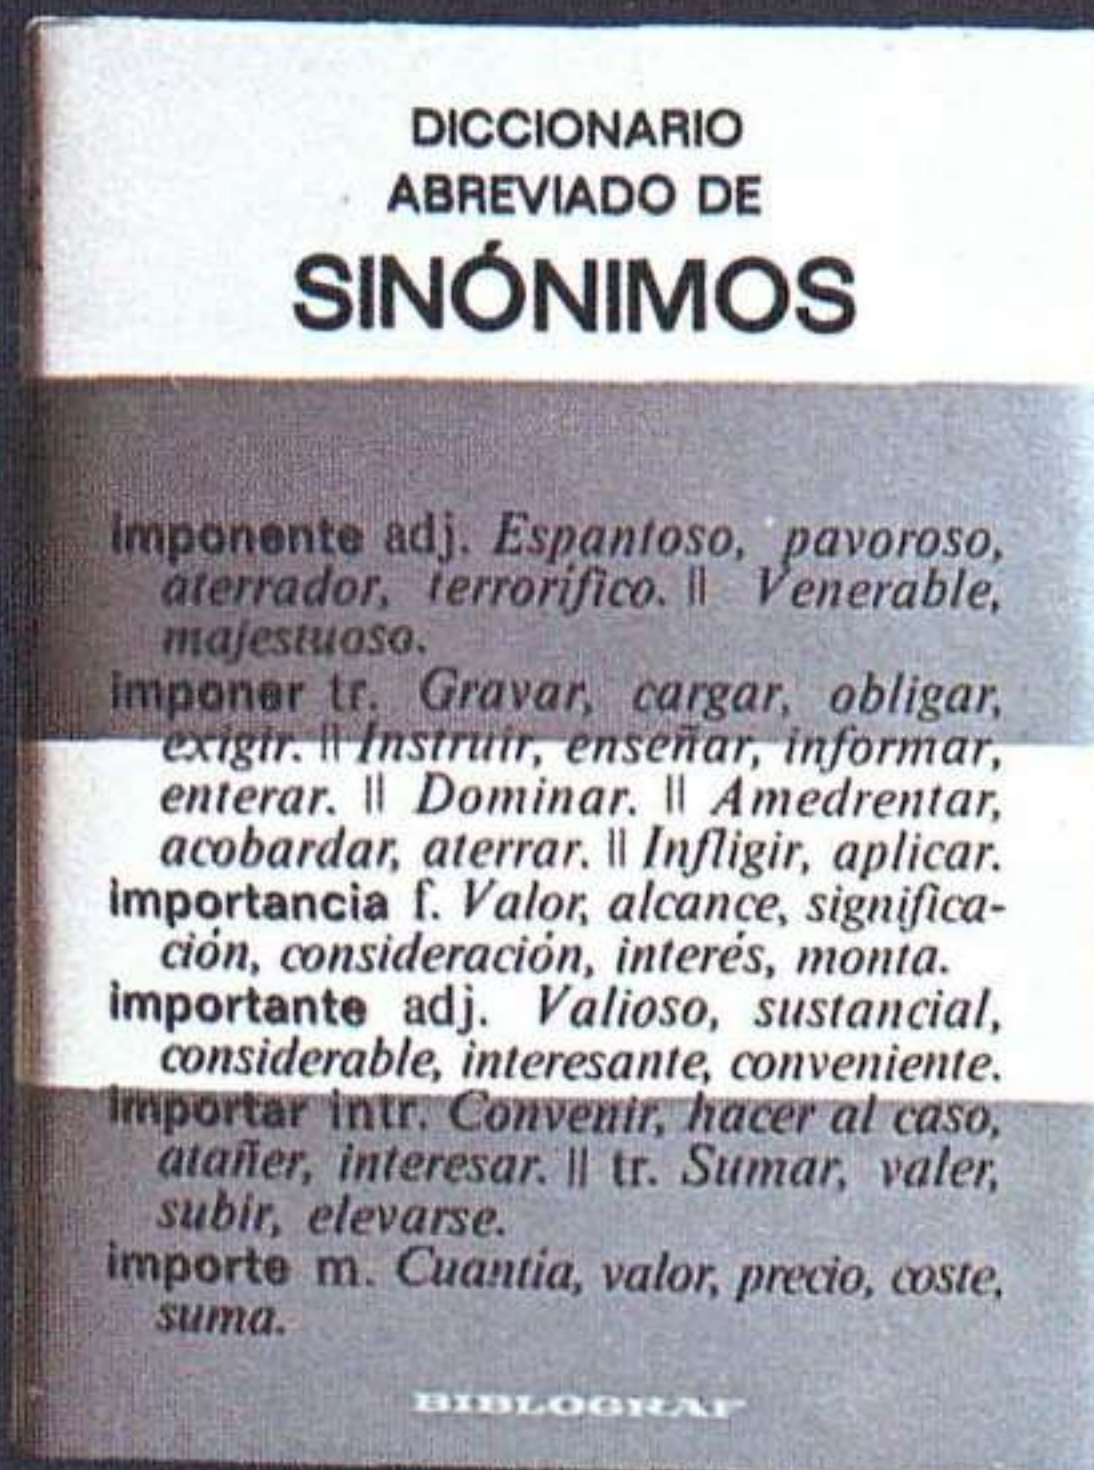 DICCIONARIO
ABREVIADO DE
SINÓNIMOS
imponente adj. Espantoso, pavoroso,
aterrador, terrorífico. || Venerable,
majestuoso.
imponer tr. Gravar, cargar, obligar,
exigir. || Instruir, enseñar, informar,
enterar. || Dominar. || Amedrentar,
acobardar, aterrar. || Infligir, aplicar.
importancia f. Valor, alcance, significa-
ción, consideración, interés, monta.
importante adj. Valioso, sustancial,
considerable, interesante, conveniente.
importar intr. Convenir, hacer al caso,
atañer, interesar. || tr. Sumar, valer,
subir, elevarse.
importe m. Cuantía, valor, precio, coste,
suma.
BIBLOGRAF